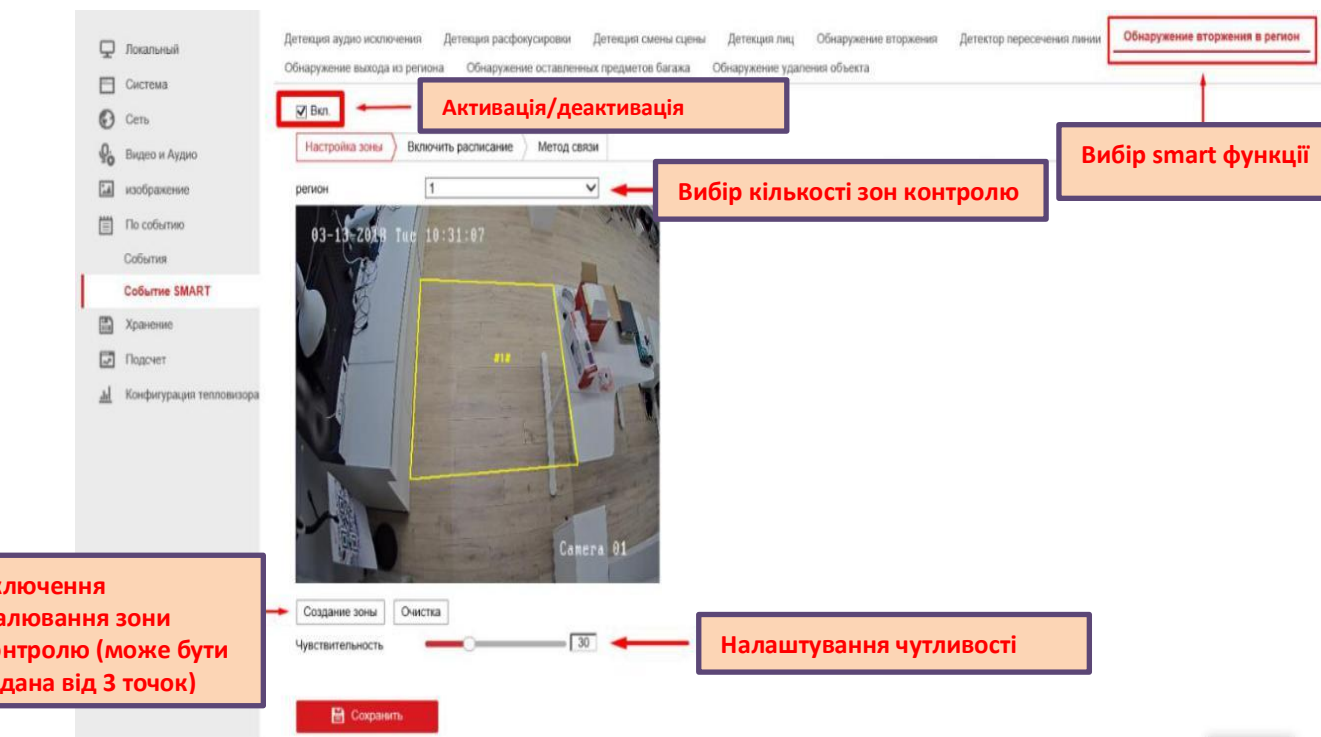 Локальный
Система
Сеть
Видео и Аудио
изображение
По событию
События
Событие SMART
Хранение
Подсчет
Конфигурация тепловизора
Детекция аудио исключения Детекция расфокусировки Детекция смены сцены Детекция лиц Обнаружение вторжения Детектор пересечения линии Обнаружение вторжения в регион
Обнаружение выхода из региона Обнаружение оставленных предметов багажа Обнаружение удаления объекта
Вкл.
Активація/деактивація
Вибір smart функції
Настройка зоны Включить расписание Метод связи
регион 1
Вибір кількості зон контролю
03-13-2018 Tue 10:31:07
#1#
Camera 01
зони
(може бути
від 3 точок)
Создание зоны Очистка
Чувствительность 30
Налаштування чутливості
Сохранить